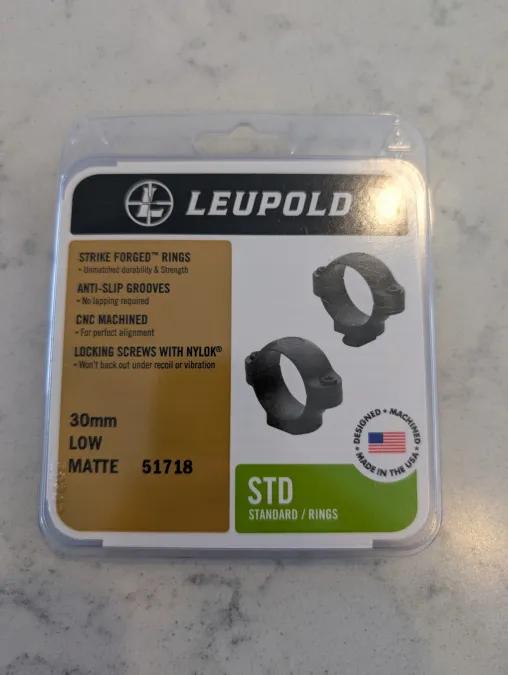 LEUPOLD
STRIKE FORGED™ RINGS
• Unmatched durability & Strength
ANTI-SLIP GROOVES
• No lapping required
CNC MACHINED
• For perfect alignment
LOCKING SCREWS WITH NYLOK®
• Won't back out under recoil or vibration
30mm
LOW
MATTE 51718
DESIGNED • MACHINED
• MADE IN THE USA •
STD
STANDARD / RINGS